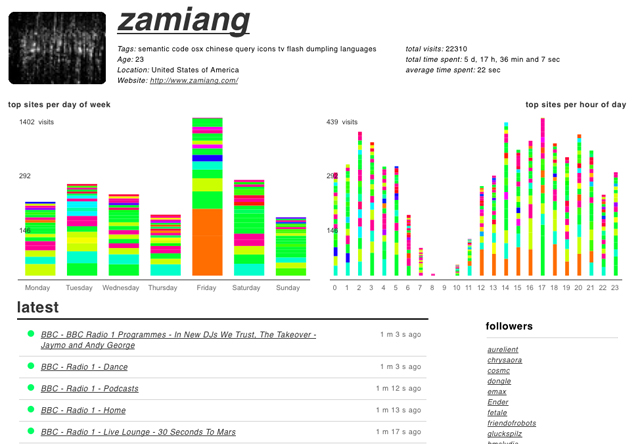 zamiang
Tags: semantic code osx chinese query icons tv flash dumpling languages
Age: 23
Location: United States of America
Website: http://www.zamiang.com/
total visits: 22310
total time spent: 5 d, 17 h, 36 min and 7 sec
average time spent: 22 sec
top sites per day of week
1402 visits
292
146
Monday Tuesday Wednesday Thursday Friday Saturday Sunday
top sites per hour of day
439 visits
292
146
0 1 2 3 4 5 6 7 8 9 10 11 12 13 14 15 16 17 18 19 20 21 22 23
latest
BBC - BBC Radio 1 Programmes - In New DJs We Trust, The Takeover -
Jaymo and Andy George
1 m 3 s ago
BBC - Radio 1 - Dance
1 m 3 s ago
BBC - Radio 1 - Podcasts
1 m 12 s ago
BBC - Radio 1 - Home
1 m 13 s ago
BBC - Radio 1 - Live Lounge - 30 Seconds To Mars
1 m 17 s ago
followers
aurelient
chrysaora
cosmc
dongle
emax
Ender
fetale
friendofrobots
gluckspilz